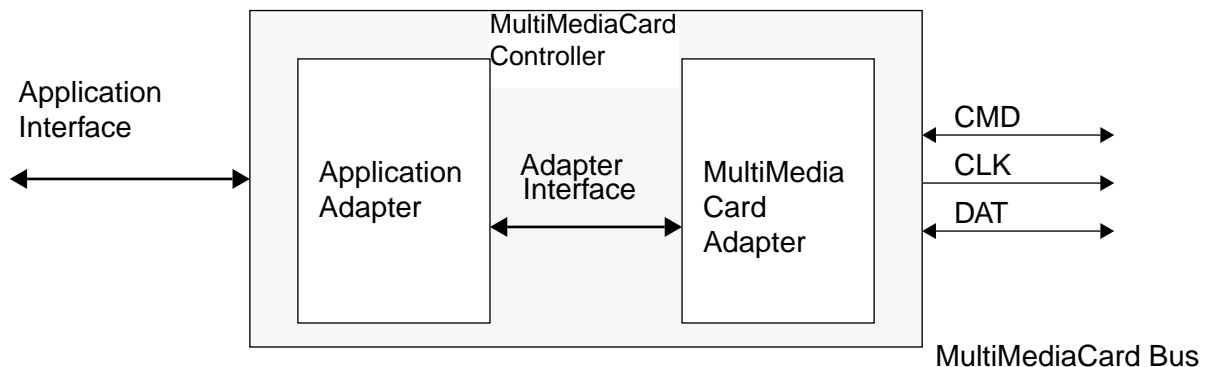 MultiMediaCard
Controller
Application
Interface
Application
Adapter
Adapter
Interface
MultiMedia
Card
Adapter
CMD
CLK
DAT
MultiMediaCard Bus